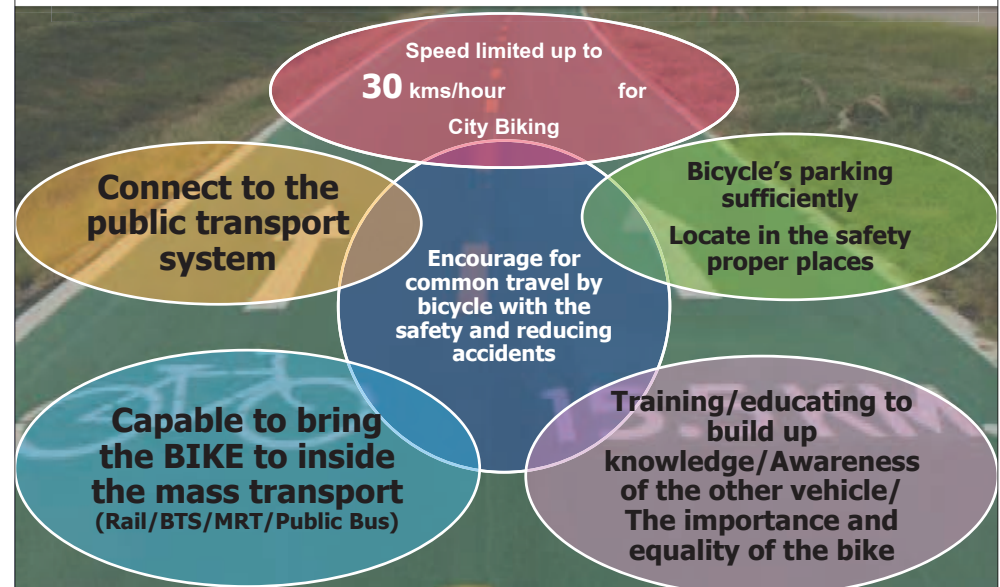 Speed limited up to
30 kms/hour for
City Biking
Connect to the
public transport
system
Bicycle’s parking
sufficiently
Locate in the safety
proper places
Encourage for
common travel by
bicycle with the
safety and reducing
accidents
Capable to bring
the BIKE to inside
the mass transport
(Rail/BTS/MRT/Public Bus)
Training/educating to
build up
knowledge/Awareness
of the other vehicle/
The importance and
equality of the bike